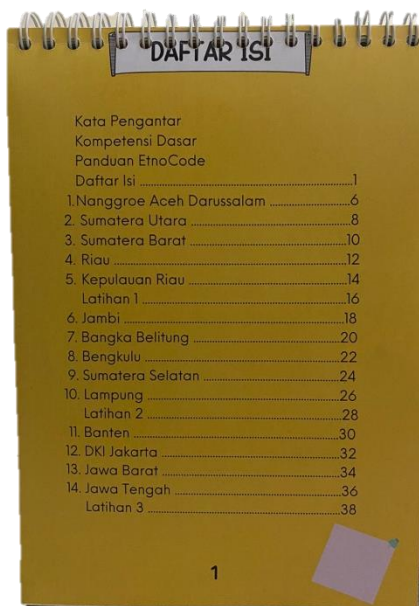 DAFTAR ISI
Kata Pengantar
Kompetensi Dasar
Panduan EtnoCode
Daftar Isi ........................................1
1.Nanggroe Aceh Darussalam ....................6
2. Sumatera Utara ....................8
3. Sumatera Barat ....................10
4. Riau ....................12
5. Kepulauan Riau ....................14
Latihan 1 ....................16
6. Jambi ....................18
7. Bangka Belitung ....................20
8. Bengkulu ....................22
9. Sumatera Selatan ....................24
10. Lampung ....................26
Latihan 2 ....................28
11. Banten ....................30
12. DKI Jakarta ....................32
13. Jawa Barat ....................34
14. Jawa Tengah ....................36
Latihan 3 ....................38
1